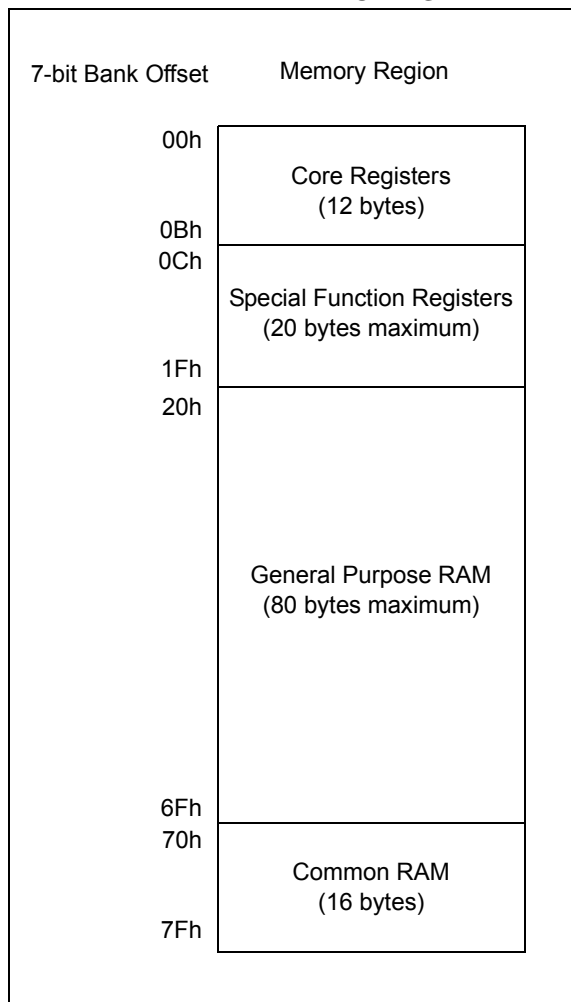 7-bit Bank Offset Memory Region
00h
Core Registers
(12 bytes)
0Bh
0Ch
Special Function Registers
(20 bytes maximum)
1Fh
20h
General Purpose RAM
(80 bytes maximum)
6Fh
70h
Common RAM
(16 bytes)
7Fh